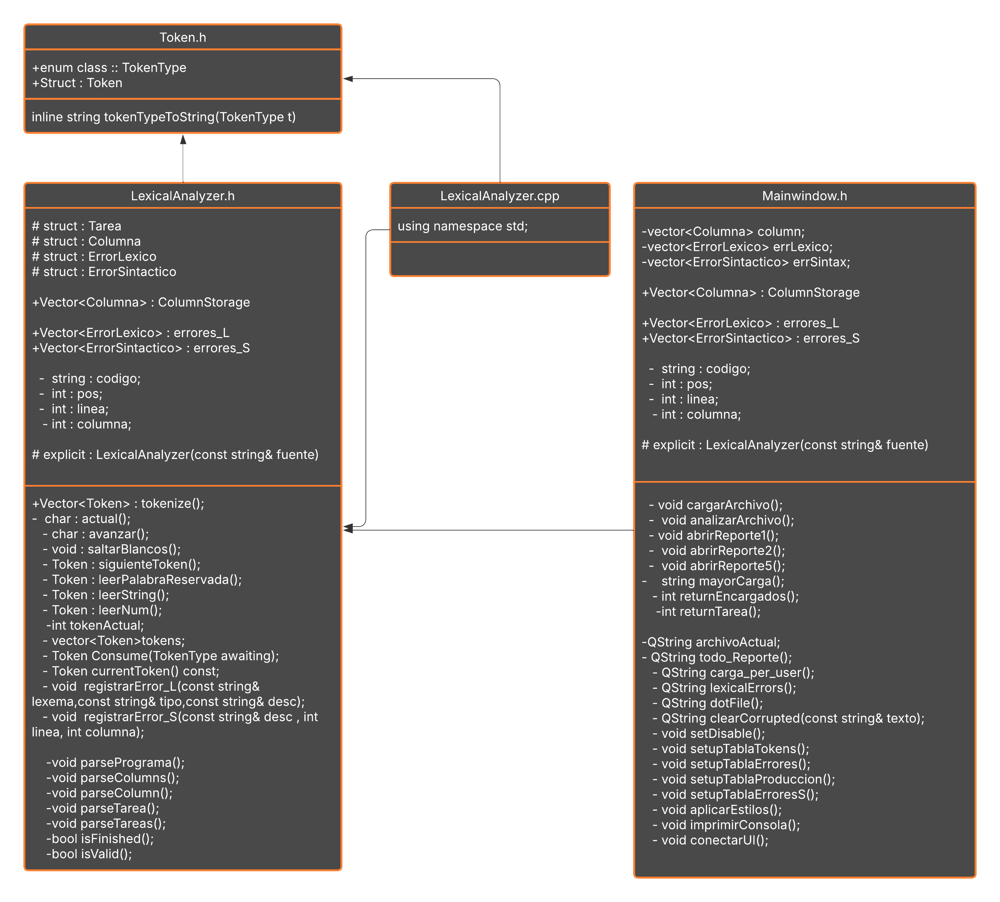 Token.h
+enum class :: TokenType
+Struct : Token
inline string tokenTypeToString(TokenType t)
LexicalAnalyzer.h
# struct : Tarea
# struct : Columna
# struct : ErrorLexico
# struct : ErrorSintactico
+Vector<Columna> : ColumnStorage
+Vector<ErrorLexico> : errores_L
+Vector<ErrorSintactico> : errores_S
- string : codigo;
- int : pos;
- int : linea;
- int : columna;
# explicit : LexicalAnalyzer(const string& fuente)
+Vector<Token> : tokenize();
- char : actual();
- char : avanzar();
- void : saltarBlancos();
- Token : siguienteToken();
- Token : leerPalabraReservada();
- Token : leerString();
- Token : leerNum();
-int tokenActual;
- vector<Token>tokens;
- Token Consume(TokenType awaiting);
- Token currentToken() const;
- void registrarError_L(const string&
lexema,const string& tipo,const string& desc);
- void registrarError_S(const string& desc , int
linea, int columna);
-void parsePrograma();
-void parseColumns();
-void parseColumn();
-void parseTarea();
-void parseTareas();
-bool isFinished();
-bool isValid();
LexicalAnalyzer.cpp
using namespace std;
Mainwindow.h
-vector<Columna> column;
-vector<ErrorLexico> errLexico;
-vector<ErrorSintactico> errSintax;
+Vector<Columna> : ColumnStorage
+Vector<ErrorLexico> : errores_L
+Vector<ErrorSintactico> : errores_S
- string : codigo;
- int : pos;
- int : linea;
- int : columna;
# explicit : LexicalAnalyzer(const string& fuente)
- void cargarArchivo();
- void analizarArchivo();
- void abrirReporte1();
- void abrirReporte2();
- void abrirReporte5();
- string mayorCarga();
- int returnEncargados();
-int returnTarea();
-QString archivoActual;
- QString todo_Reporte();
- QString carga_per_user();
- QString lexicalErrors();
- QString dotFile();
- QString clearCorrupted(const string& texto);
- void setDisable();
- void setupTablaTokens();
- void setupTablaErrores();
- void setupTablaProduccion();
- void setupTablaErroresS();
- void aplicarEstilos();
- void imprimirConsola();
- void conectarUI();